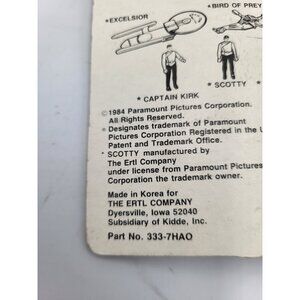 *EXCELSIOR
*BIRD OF PREY
* CAPTAIN KIRK
* SCOTTY *
©1984 Paramount Pictures Corporation.
All Rights Reserved.
* Designates trademark of Paramount
Pictures Corporation Registered in the U
Patent and Trademark Office.
* SCOTTY manufactured by
The Ertl Company
under license from Paramount Pictures
Corporation the trademark owner.
Made in Korea for
THE ERTL COMPANY
Dyersville, Iowa 52040
Subsidiary of Kidde, Inc.
Part No. 333-7HAO